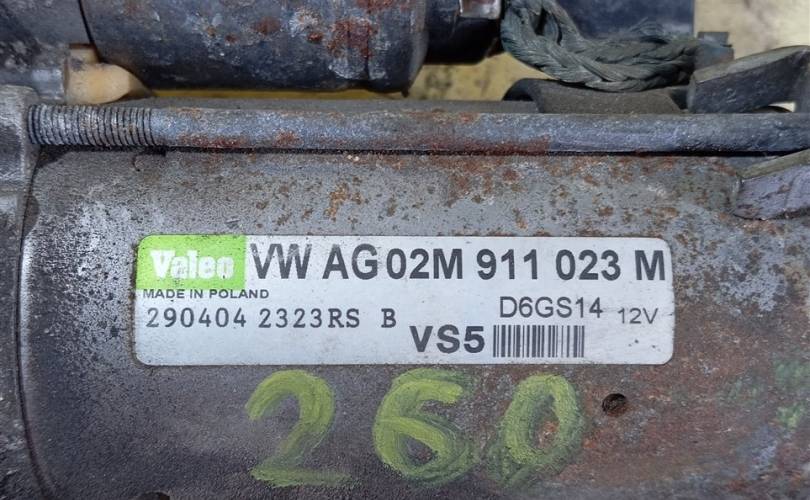 Valeo VW AG 02M 911 023 M
MADE IN POLAND
D6GS14 12V
290404 2323RS B
VS5
260